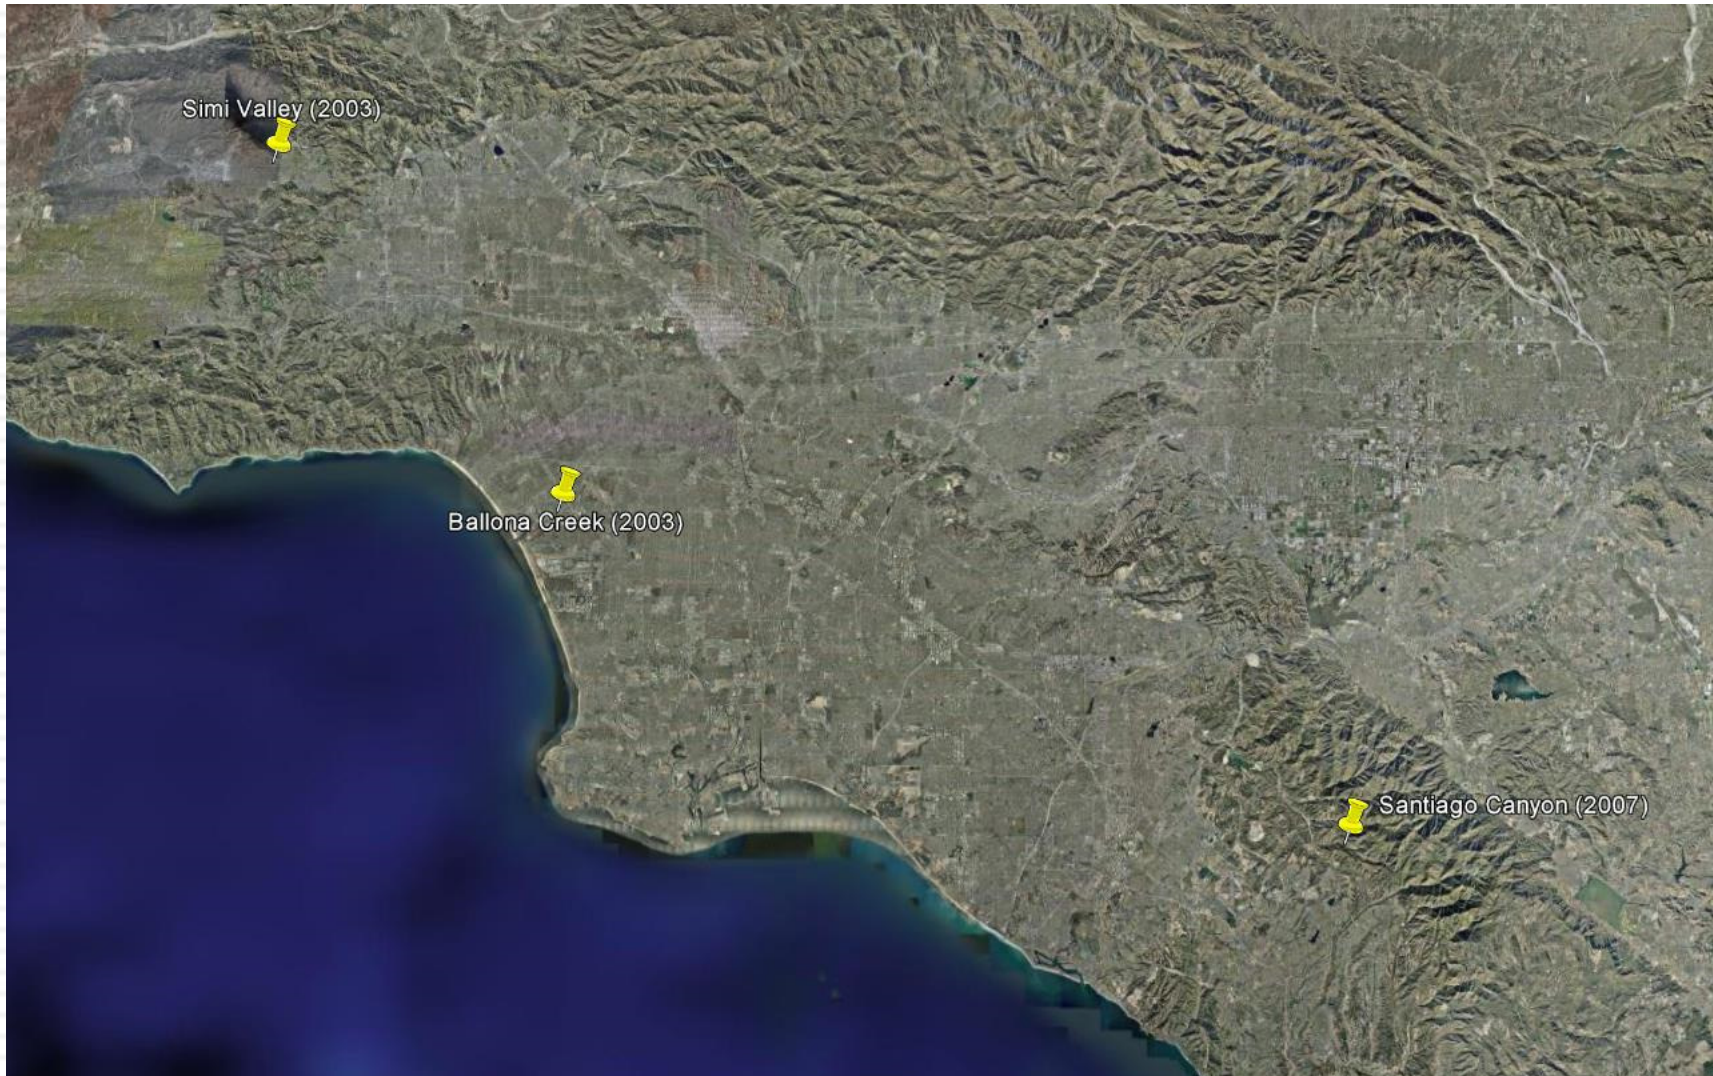 Simi Valley (2003)
Ballona Creek (2003)
Santiago Canyon (2007)